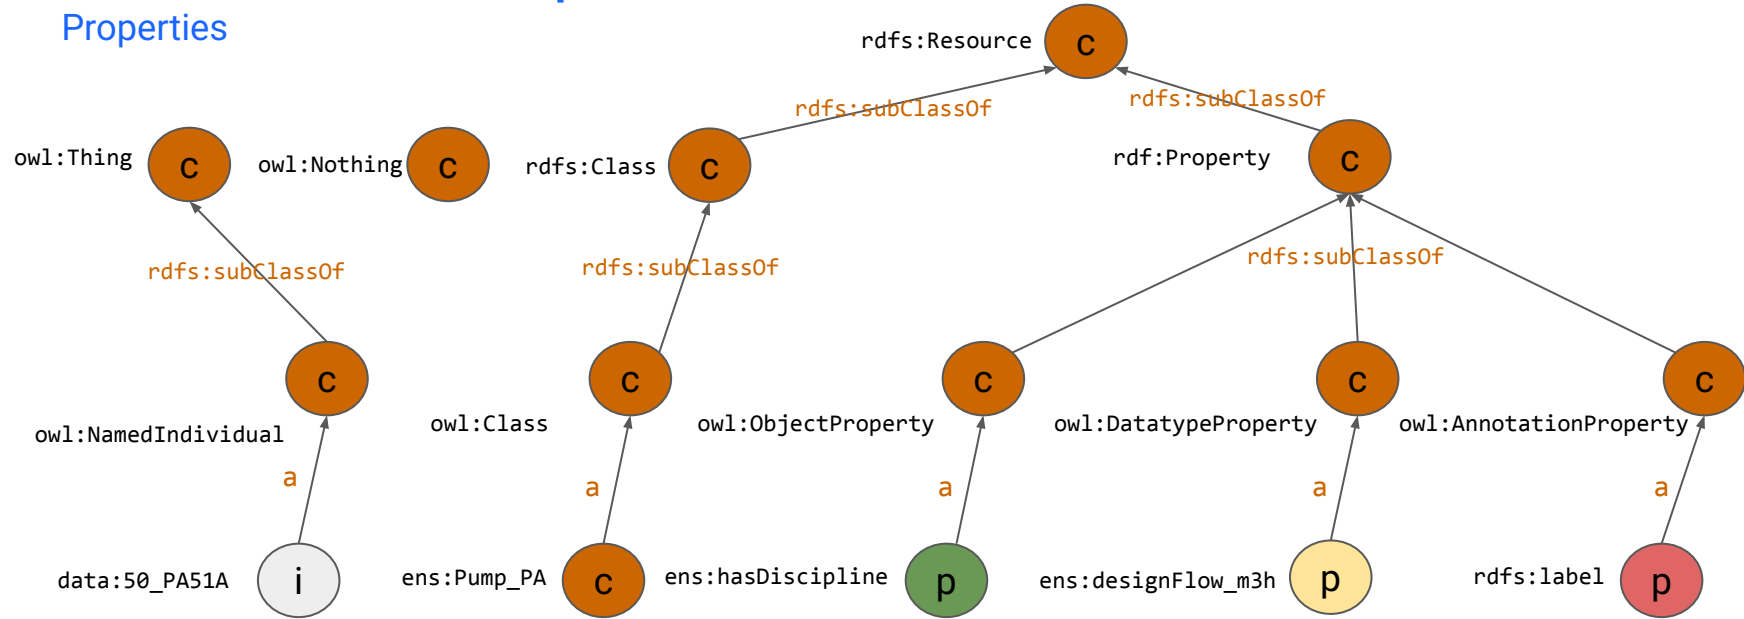 Properties
rdfs:Resource
c
rdfs:subClassOf
rdfs:subClassOf
owl:Thing
c
owl:Nothing
c
rdfs:Class
c
rdf:Property
c
rdfs:subClassOf
rdfs:subClassOf
rdfs:subClassOf
c
c
c
c
c
owl:NamedIndividual
owl:Class
owl:ObjectProperty
owl:DatatypeProperty
owl:AnnotationProperty
a
a
a
a
a
data:50_PA51A
i
ens:Pump_PA
c
ens:hasDiscipline
p
ens:designFlow_m3h
p
rdfs:label
p